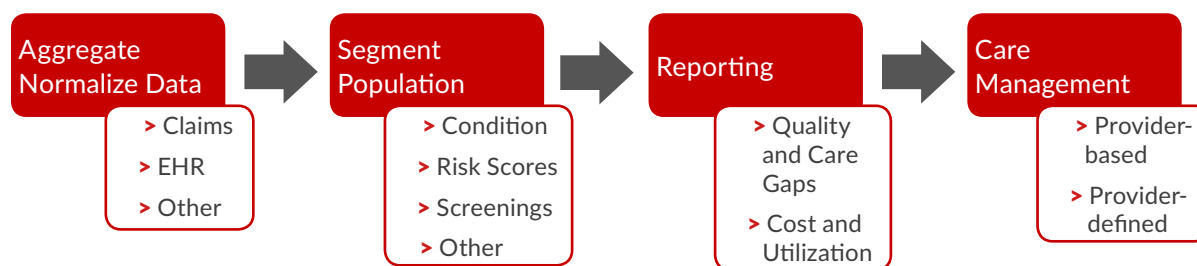 Aggregate
Normalize Data
> Claims
> EHR
> Other
Segment
Population
> Condition
> Risk Scores
> Screenings
> Other
Reporting
> Quality
and Care
Gaps
> Cost and
Utilization
Care
Management
> Provider-
based
> Provider-
defined